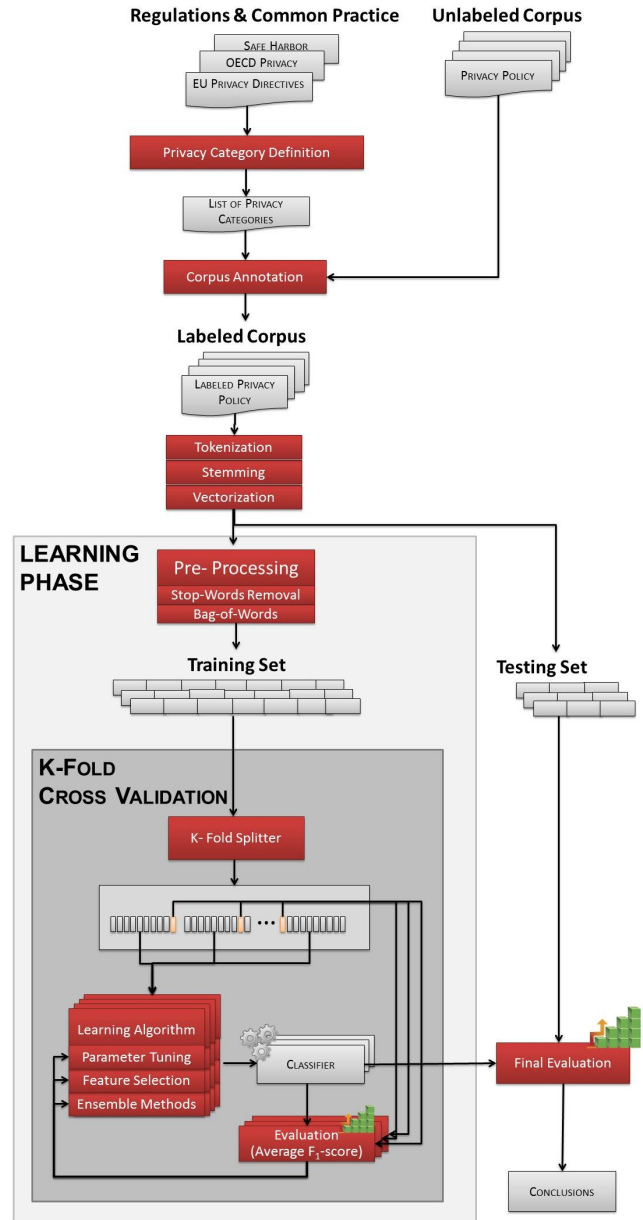 Regulations & Common Practice
Unlabeled Corpus
SAFE HARBOR
OECD PRIVACY
EU PRIVACY DIRECTIVES
PRIVACY POLICY
Privacy Category Definition
LIST OF PRIVACY
CATEGORIES
Corpus Annotation
Labeled Corpus
LABELED PRIVACY
POLICY
Tokenization
Stemming
Vectorization
LEARNING
PHASE
Pre- Processing
Stop-Words Removal
Bag-of-Words
Training Set
Testing Set
K-FOLD
CROSS VALIDATION
K- Fold Splitter
...
Learning Algorithm
Parameter Tuning
Feature Selection
Ensemble Methods
CLASSIFIER
Final Evaluation
Evaluation
(Average F₁-score)
CONCLUSIONS